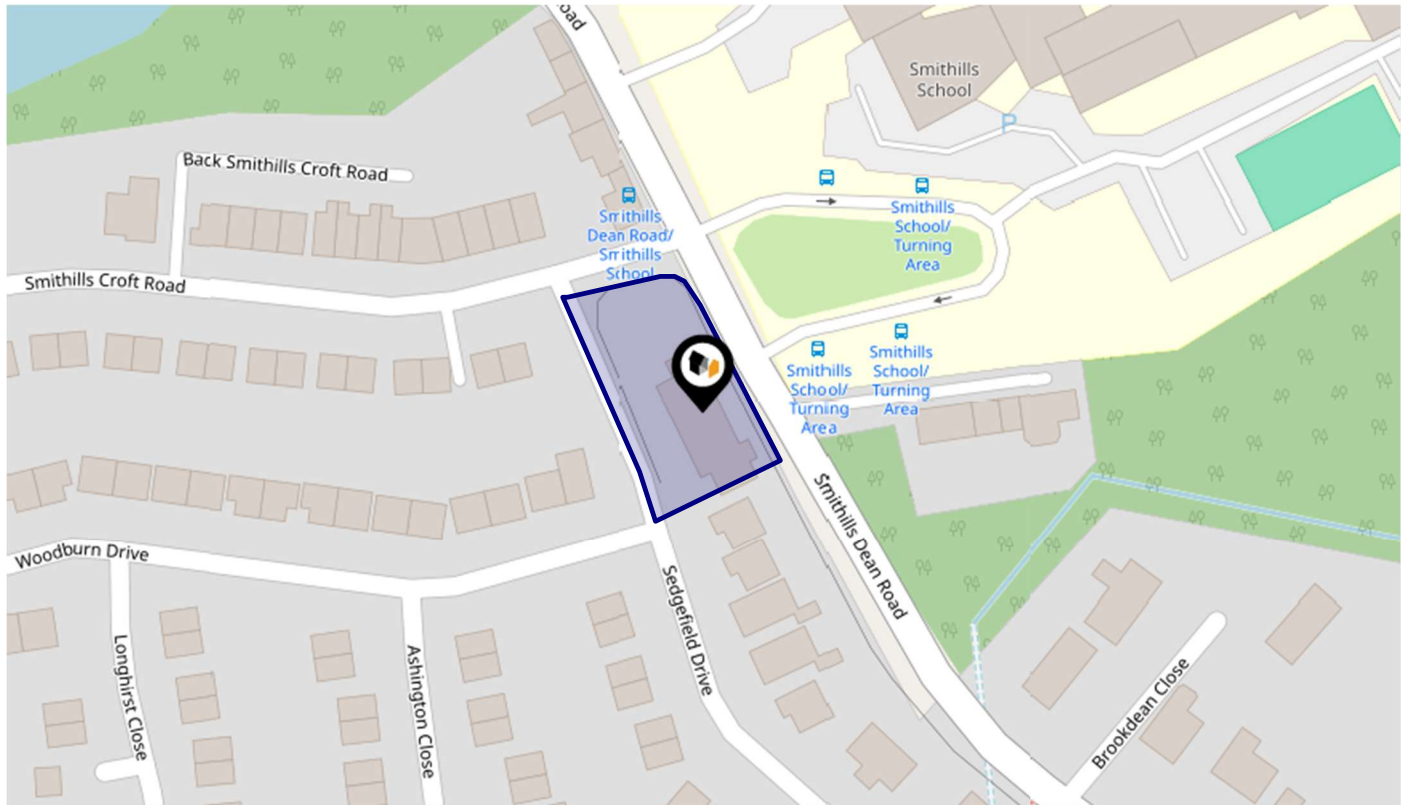 oad
Smithills
School
P
Back Smithills Croft Road
Smithills
Dean Road/
Smithills
School
Smithills
School/
Turning
Area
Smithills Croft Road
Smithills
School/
Turning
Area
Smithills
School/
Turning
Area
Smithills Dean Road
Woodburn Drive
Sedgefield Drive
Longhirst Close
Ashington Close
Brookdean Close